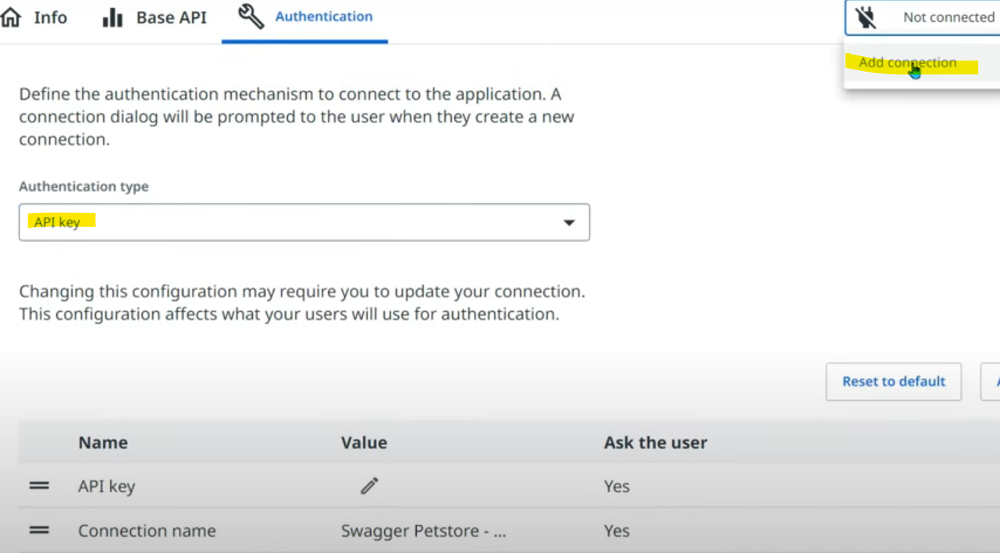 Info Base API Authentication Not connected
Add connection
Define the authentication mechanism to connect to the application. A
connection dialog will be prompted to the user when they create a new
connection.
Authentication type
API key
Changing this configuration may require you to update your connection.
This configuration affects what your users will use for authentication.
Reset to default
Name Value Ask the user
API key Yes
Connection name Swagger Petstore - ... Yes